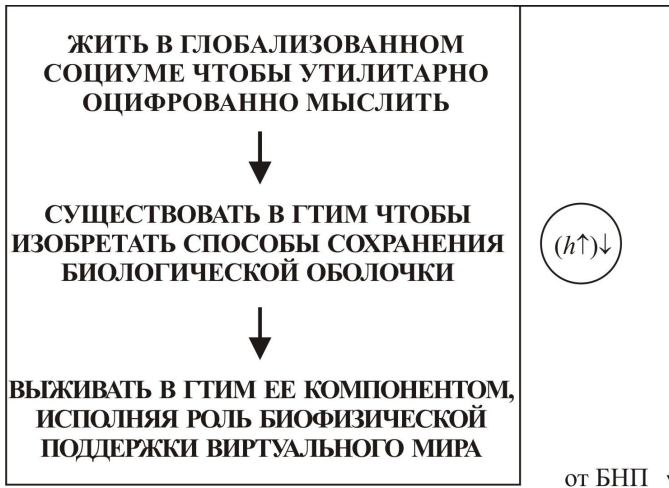 ЖИТЬ В ГЛОБАЛИЗОВАННОМ
СОЦИУМЕ ЧТОБЫ УТИЛИТАРНО
ОЦИФРОВАННО МЫСЛИТЬ
СУЩЕСТВОВАТЬ В ГТИМ ЧТОБЫ
ИЗОБРЕТАТЬ СПОСОБЫ СОХРАНЕНИЯ
БИОЛОГИЧЕСКОЙ ОБОЛОЧКИ
(h↑)↓
ВЫЖИВАТЬ В ГТИМ ЕЕ КОМПОНЕНТОМ,
ИСПОЛНЯЯ РОЛЬ БИОФИЗИЧЕСКОЙ
ПОДДЕРЖКИ ВИРТУАЛЬНОГО МИРА
от БНП